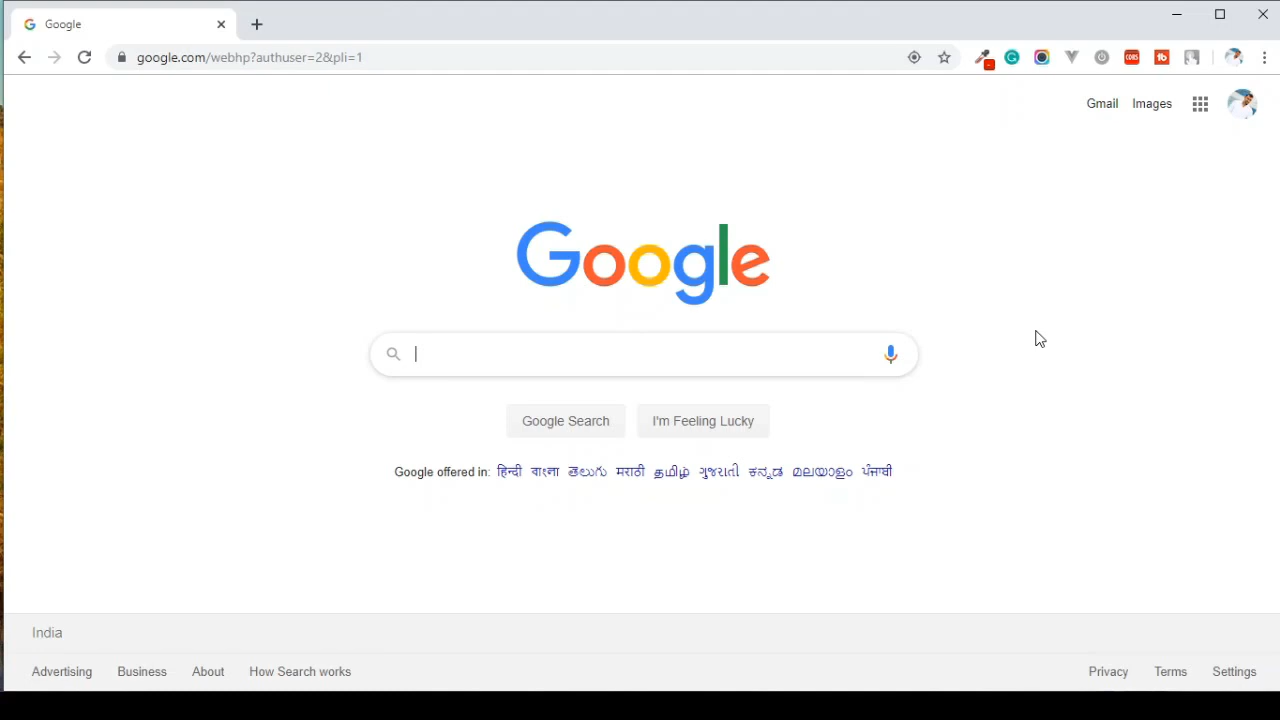 Google
google.com/webhp?authuser=2&pli=1
CORS
Gmail Images
Google
Google Search I'm Feeling Lucky
Google offered in: हिन्दी বাংলা తెలుగు मराठी தமிழ் ગુજરાતી ಕನ್ನಡ മലയാളം ਪੰਜਾਬੀ
India
Advertising Business About How Search works Privacy Terms Settings